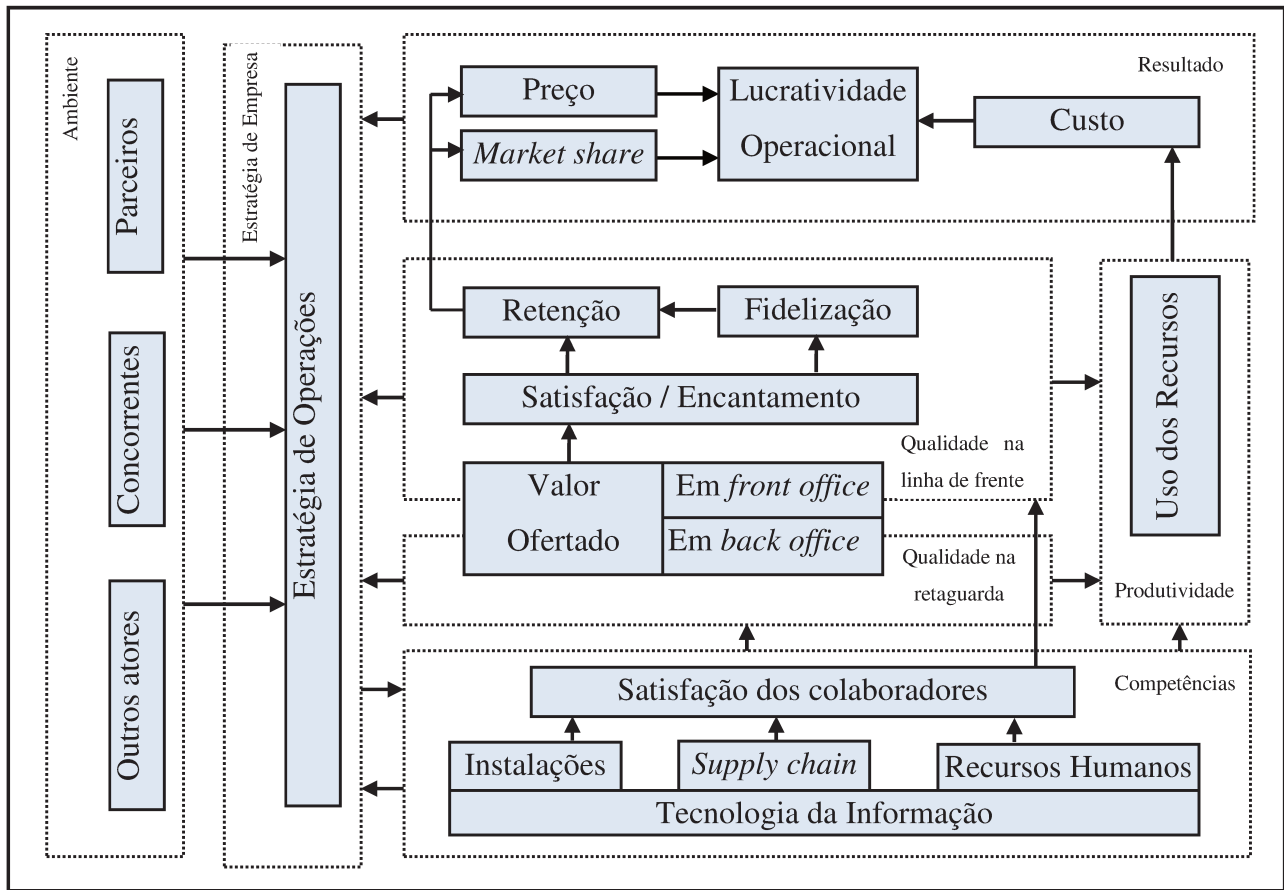 Ambiente
Parceiros
Concorrentes
Outros atores
Estratégia de Empresa
Estratégia de Operações
Resultado
Preço
Market share
Lucratividade
Operacional
Custo
Retenção
Fidelização
Satisfação / Encantamento
Qualidade na
linha de frente
Valor
Ofertado
Em front office
Em back office
Qualidade na
retaguarda
Uso dos Recursos
Produtividade
Competências
Satisfação dos colaboradores
Instalações
Supply chain
Recursos Humanos
Tecnologia da Informação